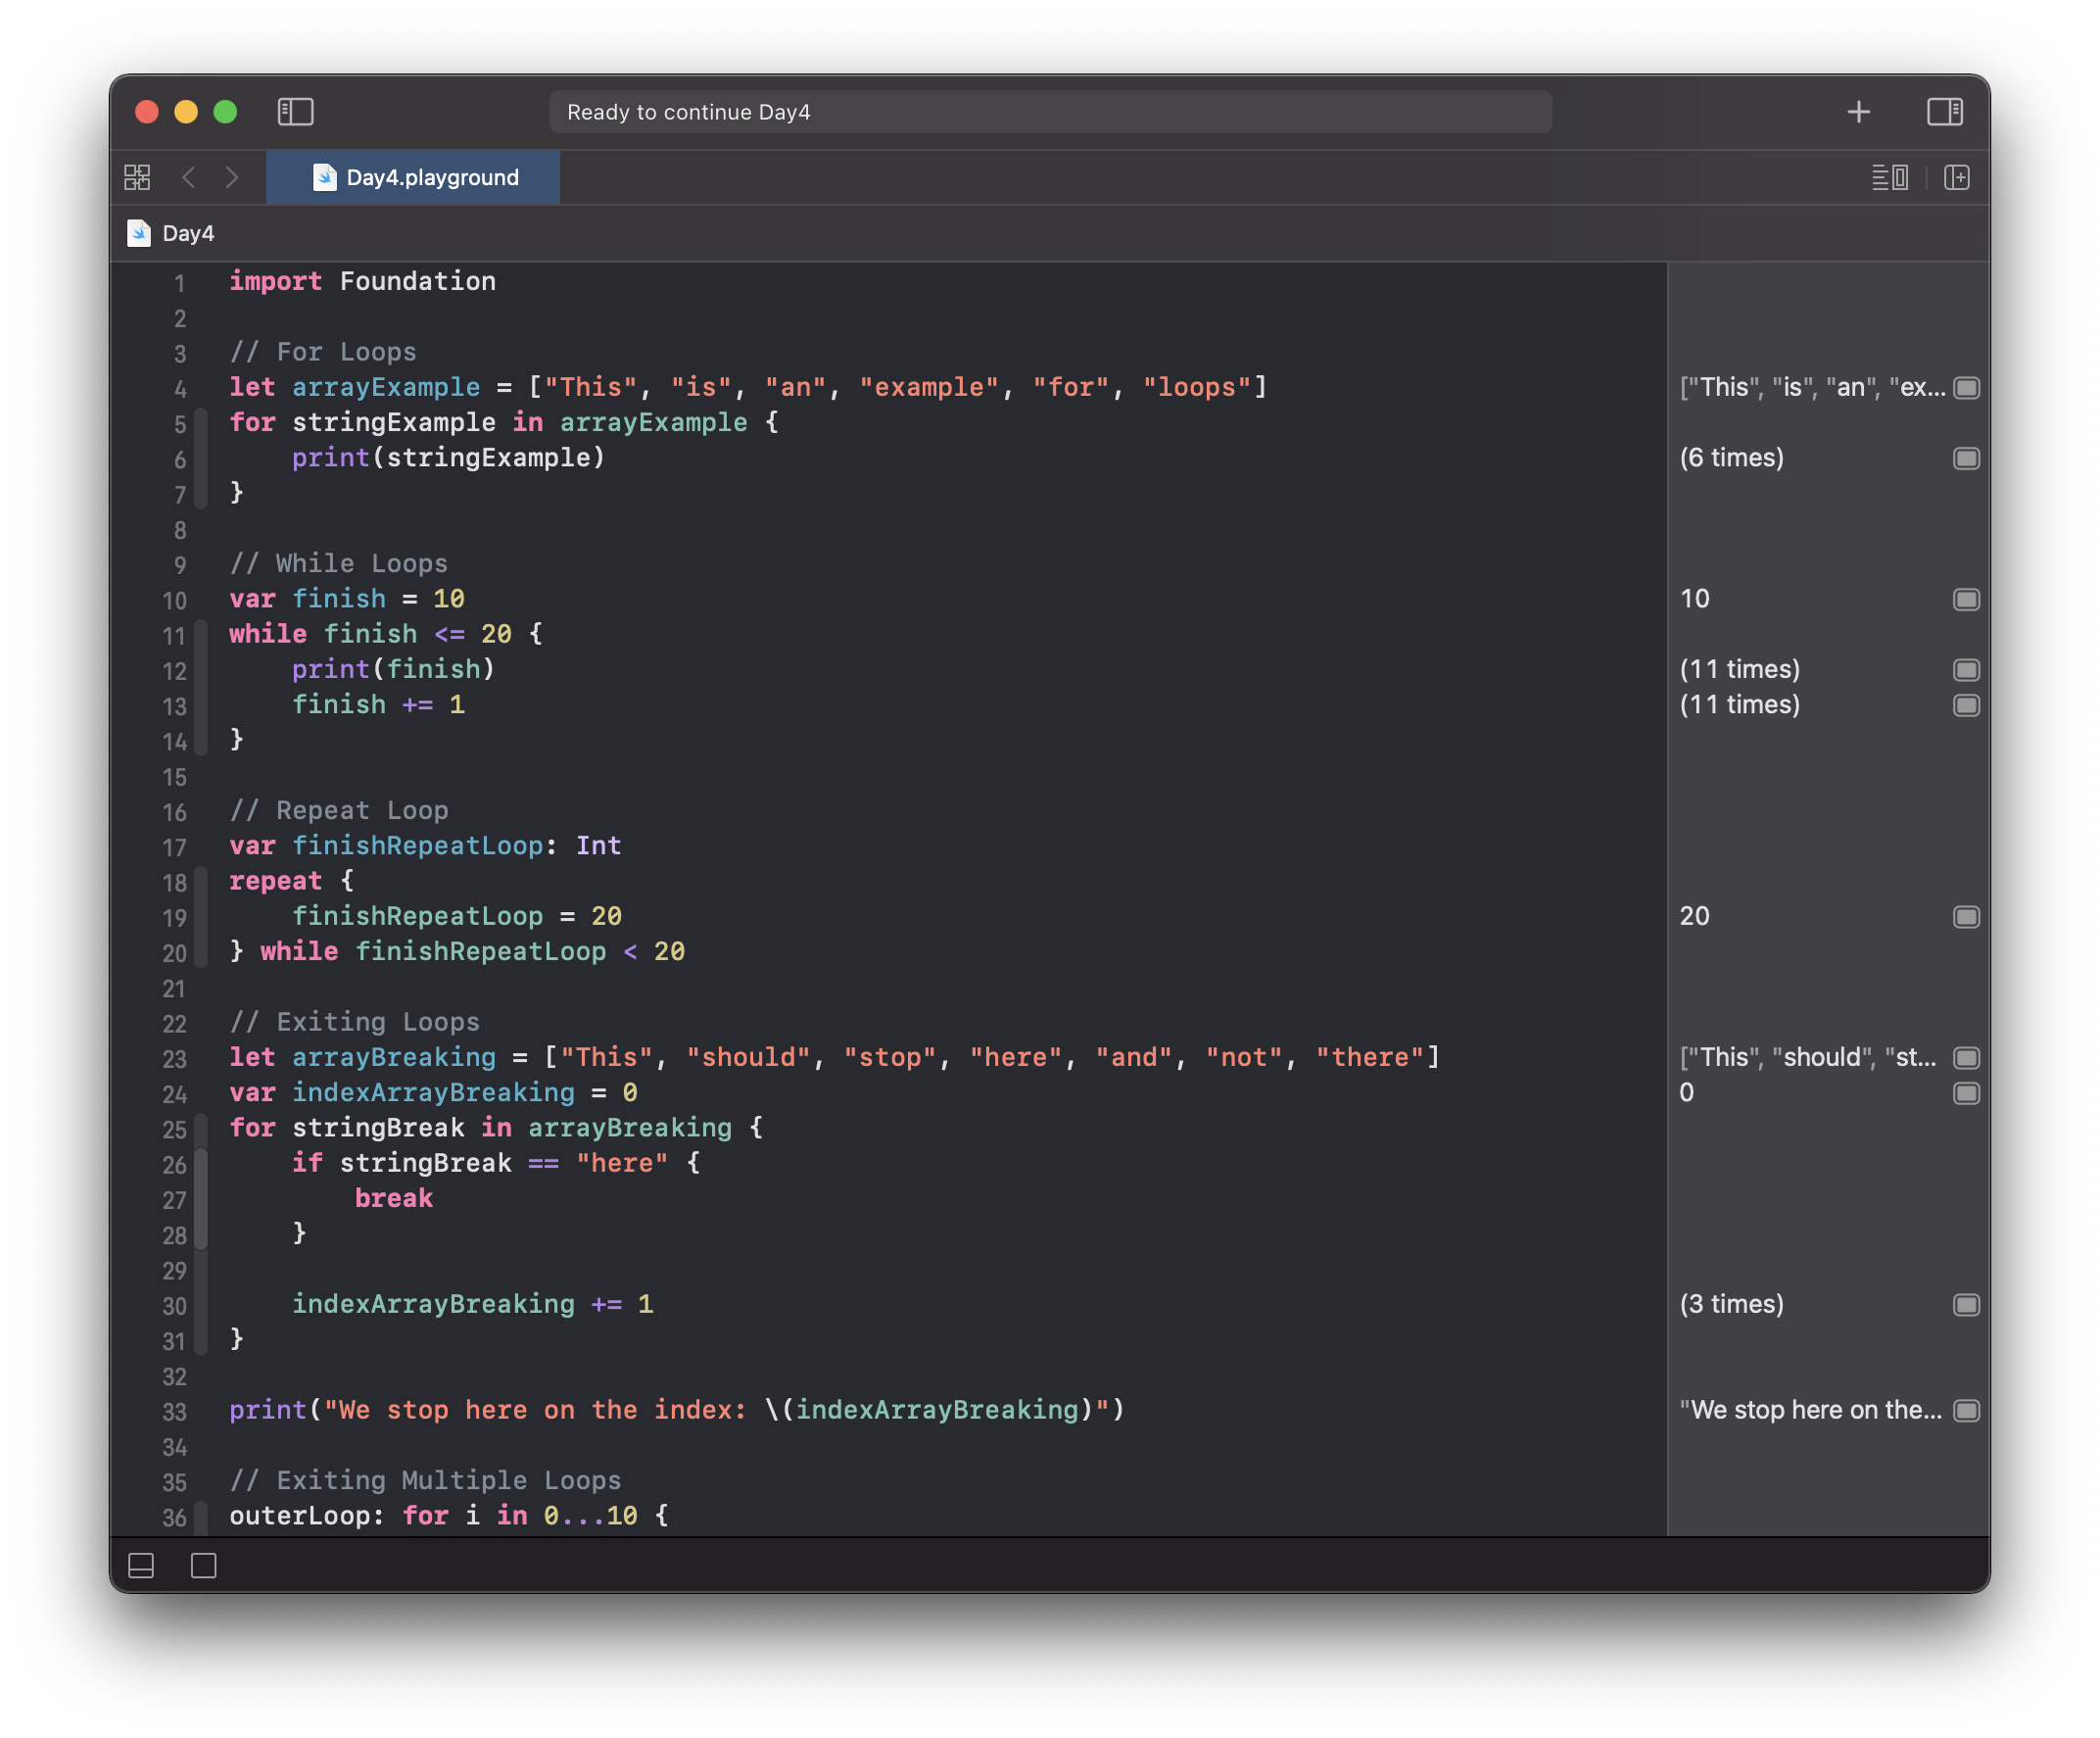 Ready to continue Day4
Day4.playground
Day4
1 import Foundation
2
3 // For Loops
4 let arrayExample = ["This", "is", "an", "example", "for", "loops"] ["This", "is", "an", "ex...
5 for stringExample in arrayExample {
6     print(stringExample) (6 times)
7 }
8
9 // While Loops
10 var finish = 10 10
11 while finish <= 20 {
12     print(finish) (11 times)
13     finish += 1 (11 times)
14 }
15
16 // Repeat Loop
17 var finishRepeatLoop: Int
18 repeat {
19     finishRepeatLoop = 20 20
20 } while finishRepeatLoop < 20
21
22 // Exiting Loops
23 let arrayBreaking = ["This", "should", "stop", "here", "and", "not", "there"] ["This", "should", "st...
24 var indexArrayBreaking = 0 0
25 for stringBreak in arrayBreaking {
26     if stringBreak == "here" {
27         break
28     }
29
30     indexArrayBreaking += 1 (3 times)
31 }
32
33 print("We stop here on the index: \(indexArrayBreaking)") "We stop here on the...
34
35 // Exiting Multiple Loops
36 outerLoop: for i in 0...10 {